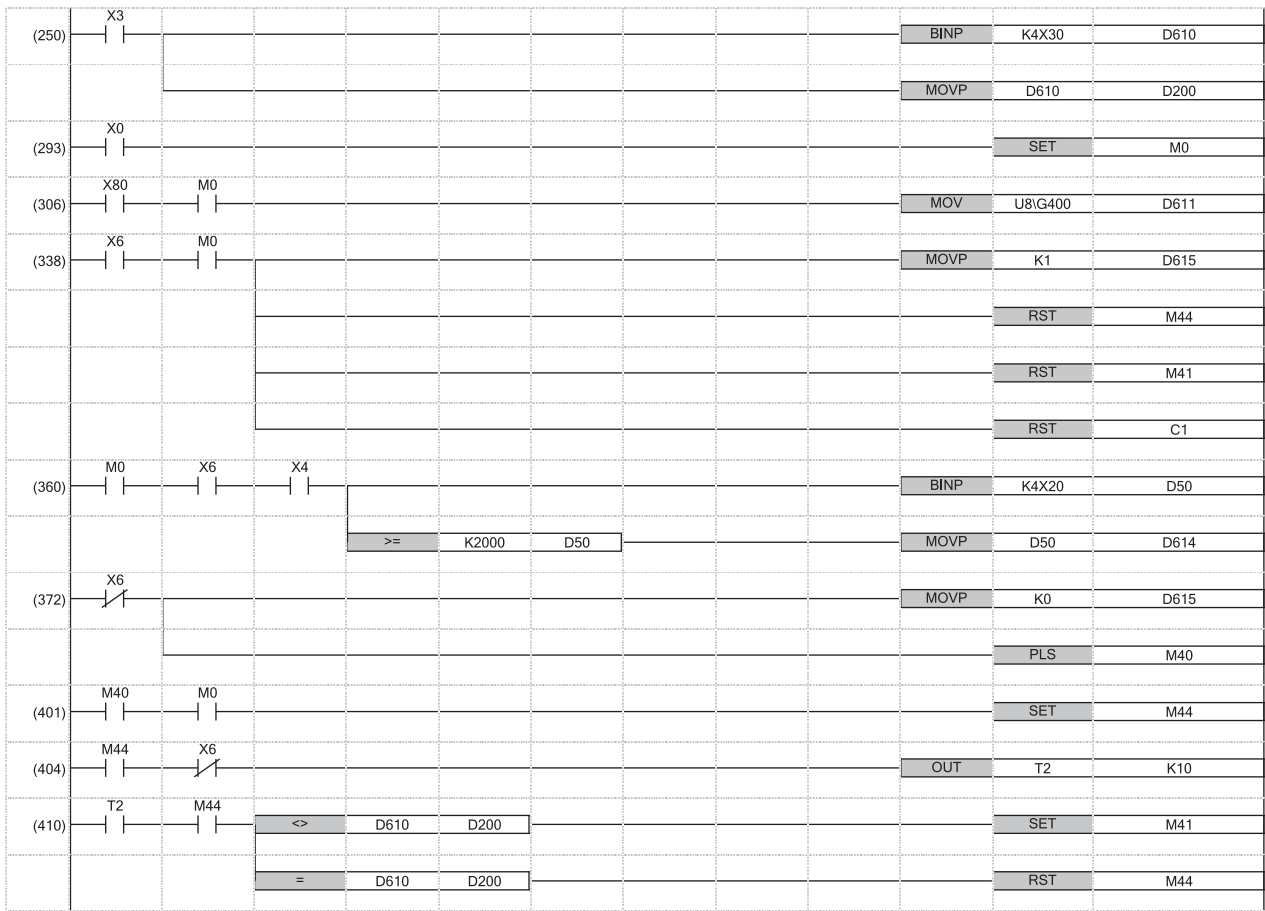 X3
(250) BINP K4X30 D610
MOVP D610 D200
X0
(293) SET M0
X80 M0
(306) MOV U8\G400 D611
X6 M0
(338) MOVP K1 D615
RST M44
RST M41
RST C1
M0 X6 X4
(360) BINP K4X20 D50
>= K2000 D50 MOVP D50 D614
X6
(372) MOVP K0 D615
PLS M40
M40 M0
(401) SET M44
M44 X6
(404) OUT T2 K10
T2 M44
(410) <> D610 D200 SET M41
= D610 D200 RST M44